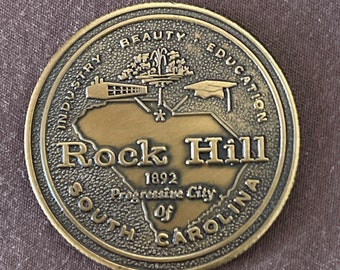 INDUSTRY BEAUTY EDUCATION
Rock Hill
1892
Progressive City
Of
SOUTH CAROLINA